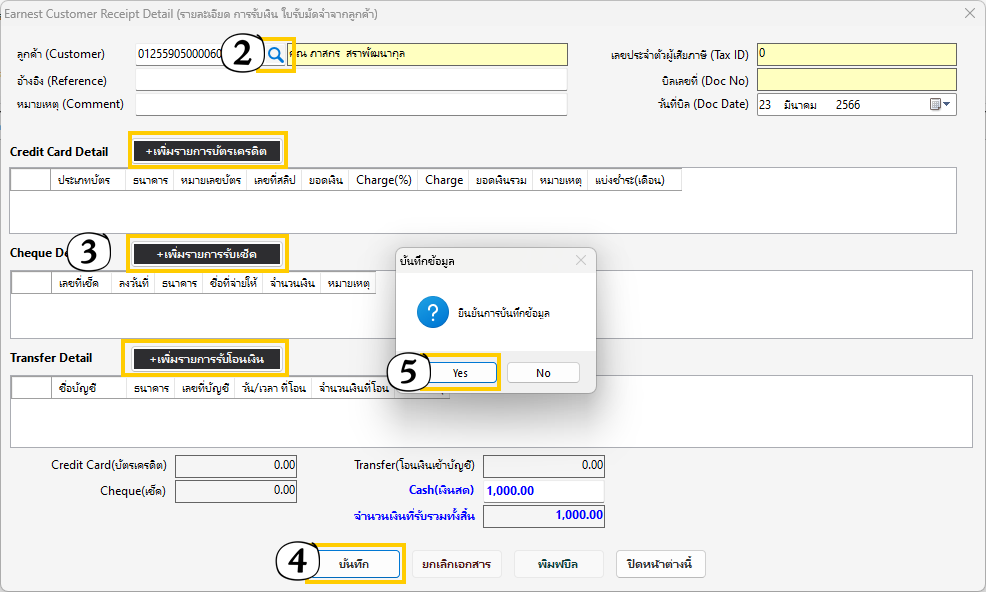 Earnest Customer Receipt Detail (รายละเอียด การรับเงิน ใบรับมัดจำจากลูกค้า)
ลูกค้า (Customer) 01255905000060 2 คุณ ภาสกร สราพัฒนากุล เลขประจำตัวผู้เสียภาษี (Tax ID) 0
อ้างอิง (Reference) บิลเลขที่ (Doc No)
หมายเหตุ (Comment) วันที่บิล (Doc Date) 23 มีนาคม 2566
Credit Card Detail +เพิ่มรายการบัตรเครดิต
ประเภทบัตร ธนาคาร หมายเลขบัตร เลขที่สลิป ยอดเงิน Charge(%) Charge ยอดเงินรวม หมายเหตุ แบ่งชำระ(เดือน)
Cheque 3 +เพิ่มรายการรับเช็ค
เลขที่เช็ค ลงวันที่ ธนาคาร ชื่อที่จ่ายให้ จำนวนเงิน หมายเหตุ
บันทึกข้อมูล
ยืนยันการบันทึกข้อมูล
5 Yes No
Transfer Detail +เพิ่มรายการรับโอนเงิน
ชื่อบัญชี ธนาคาร เลขที่บัญชี วัน/เวลา ที่โอน จำนวนเงินที่โอน
Credit Card(บัตรเครดิต) 0.00 Transfer(โอนเงินเข้าบัญชี) 0.00
Cheque(เช็ค) 0.00 Cash(เงินสด) 1,000.00
จำนวนเงินที่รับรวมทั้งสิ้น 1,000.00
4 บันทึก ยกเลิกเอกสาร พิมพ์บิล ปิดหน้าต่างนี้